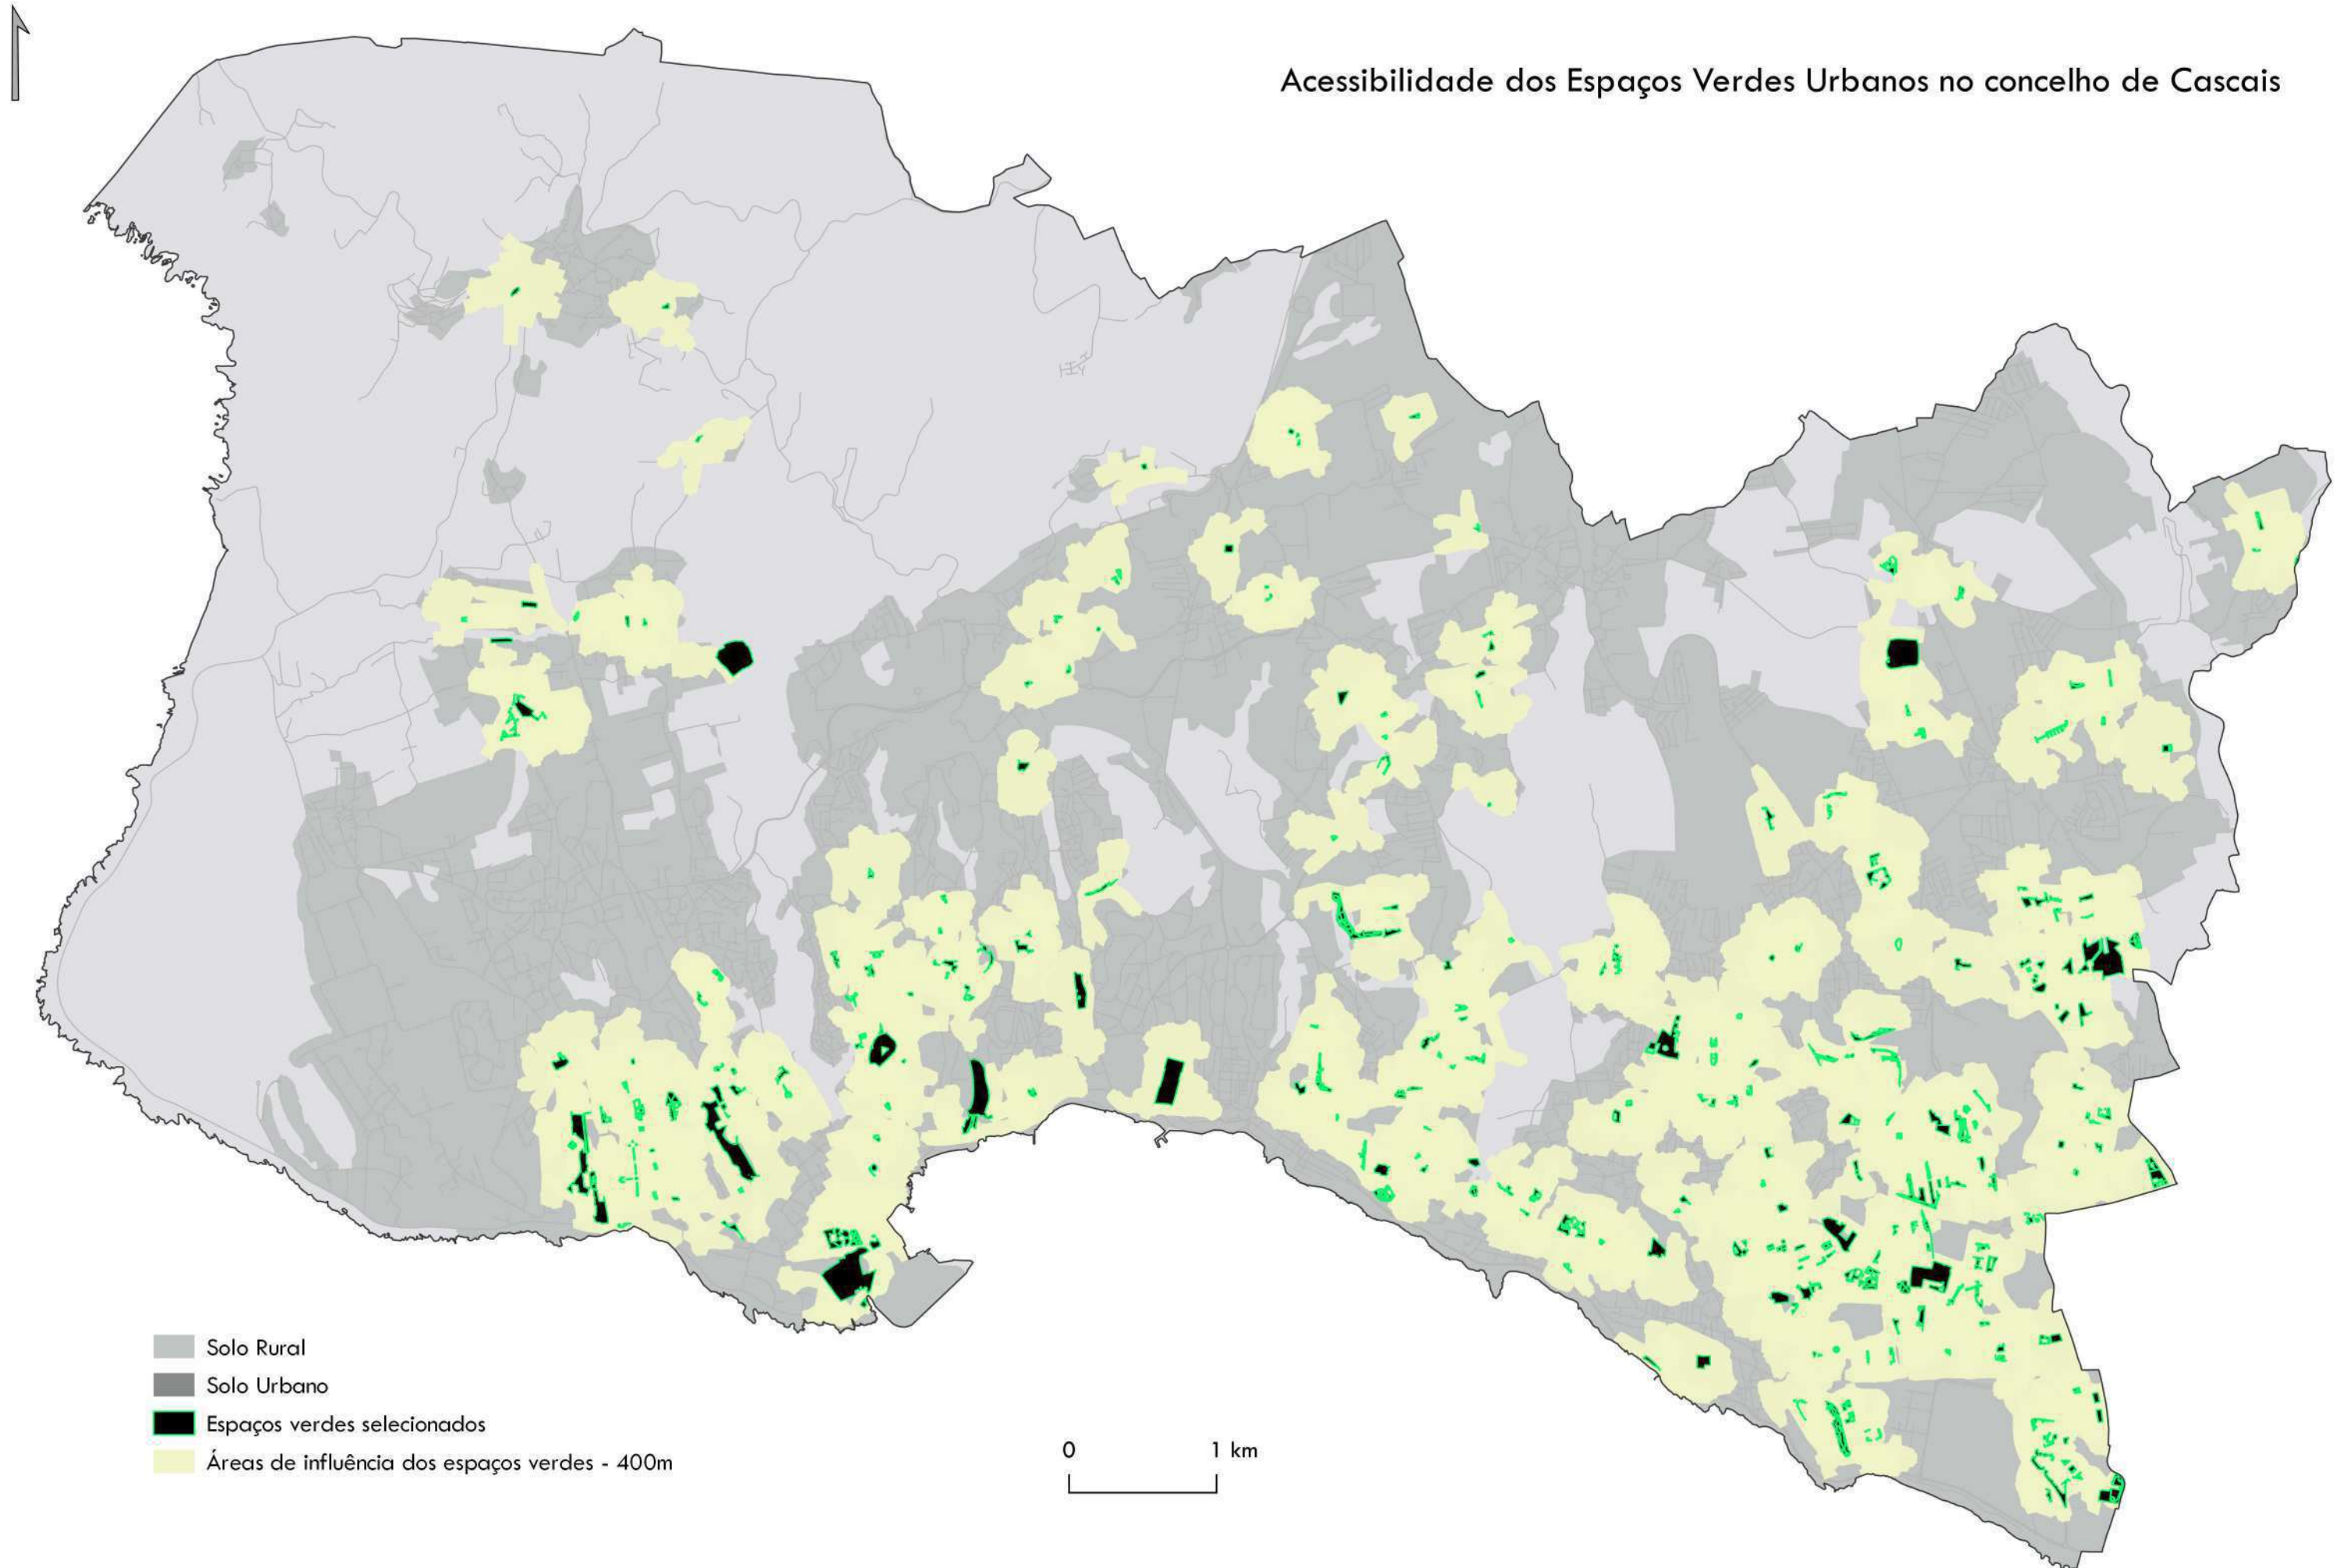 Acessibilidade dos Espaços Verdes Urbanos no concelho de Cascais
Solo Rural
Solo Urbano
Espaços verdes selecionados
Áreas de influência dos espaços verdes - 400m
0 1 km